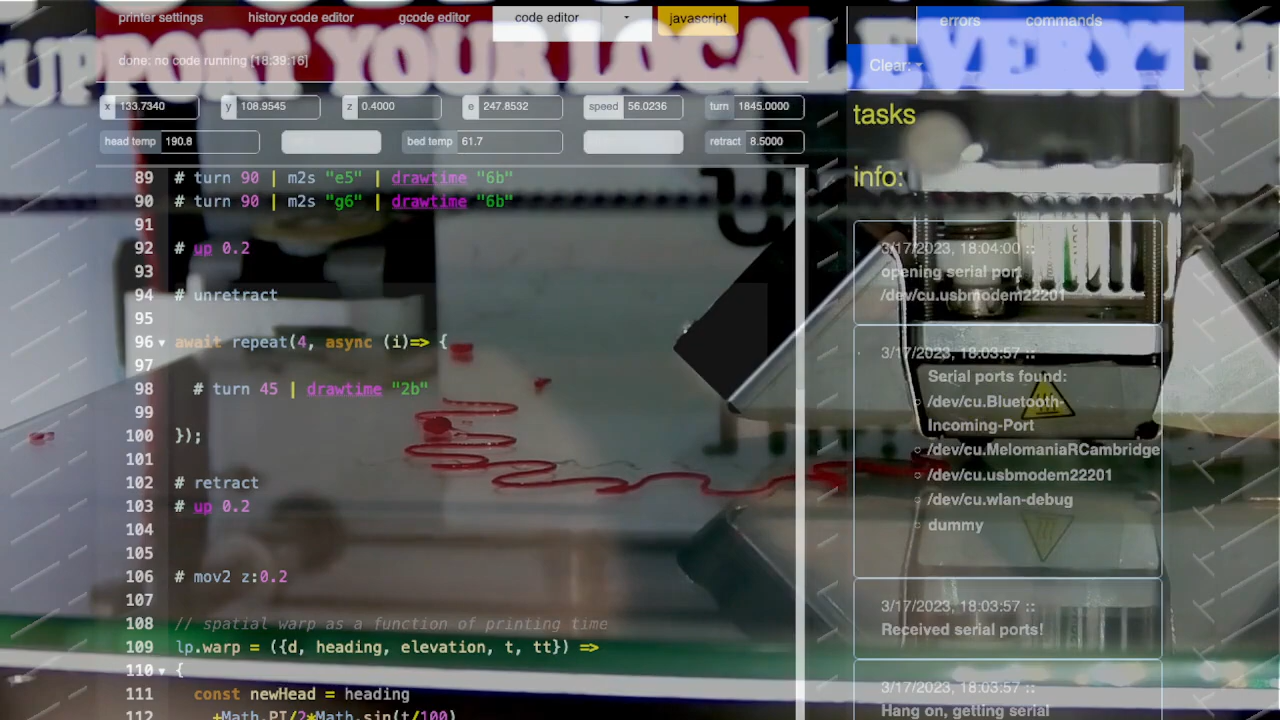 printer settings
history code editor
gcode editor
code editor
javascript
errors
commands
SUPPORT YOUR LOCAL EVERYTHI
done: no code running [18:39:16]
Clear:
x 133.7340
y 108.9545
z 0.4000
e 247.8532
speed 56.0236
turn 1845.0000
head temp 190.8
bed temp 61.7
retract 8.5000
89 # turn 90 | m2s "e5" | drawtime "6b"
90 # turn 90 | m2s "g6" | drawtime "6b"
91
92 # up 0.2
93
94 # unretract
95
96 await repeat(4, async (i)=> {
97
98 # turn 45 | drawtime "2b"
99
100 });
101
102 # retract
103 # up 0.2
104
105
106 # mov2 z:0.2
107
108 // spatial warp as a function of printing time
109 lp.warp = ({d, heading, elevation, t, tt}) =>
110 {
111 const newHead = heading
112 +Math.PI/2*Math.sin(t/100)
tasks
info:
3/17/2023, 18:04:00 ::
opening serial port
/dev/cu.usbmodem22201
3/17/2023, 18:03:57 ::
Serial ports found:
/dev/cu.Bluetooth-
Incoming-Port
/dev/cu.MelomaniaRCambridge
/dev/cu.usbmodem22201
/dev/cu.wlan-debug
dummy
3/17/2023, 18:03:57 ::
Received serial ports!
3/17/2023, 18:03:57 ::
Hang on, getting serial